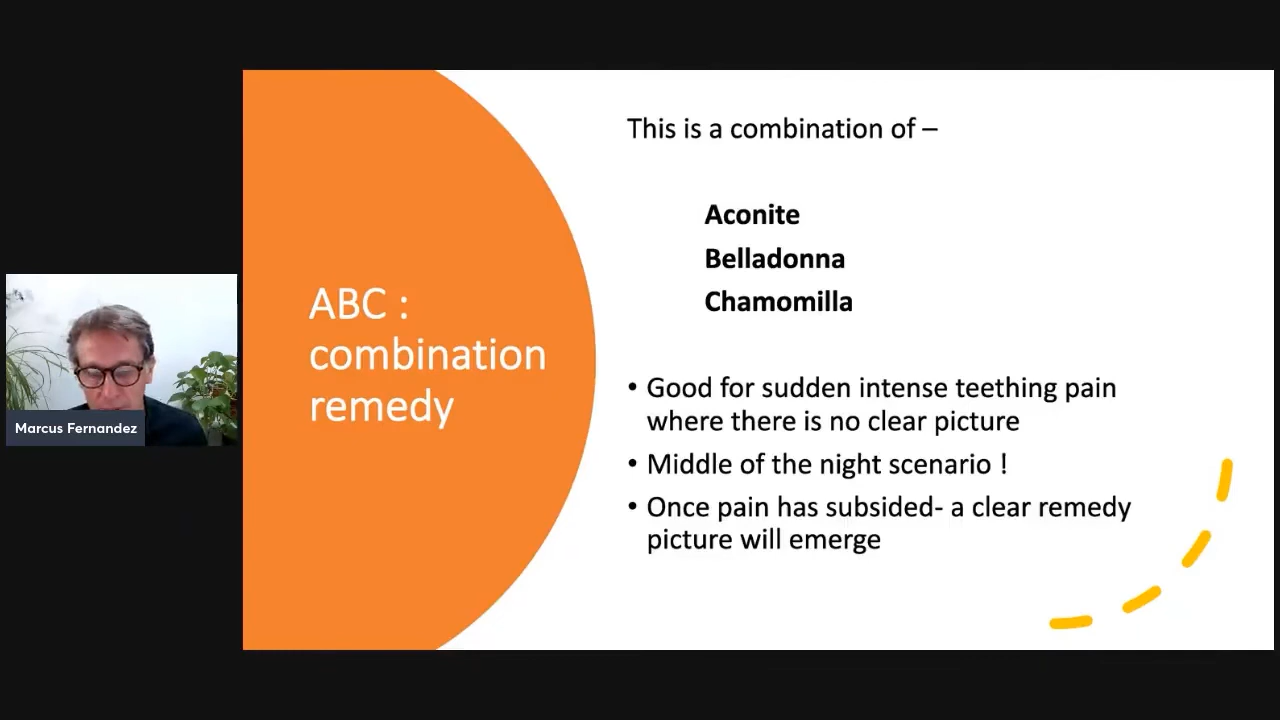 This is a combination of –
Aconite
Belladonna
Chamomilla
ABC :
combination
remedy
• Good for sudden intense teething pain
where there is no clear picture
• Middle of the night scenario !
• Once pain has subsided- a clear remedy
picture will emerge
Marcus Fernandez